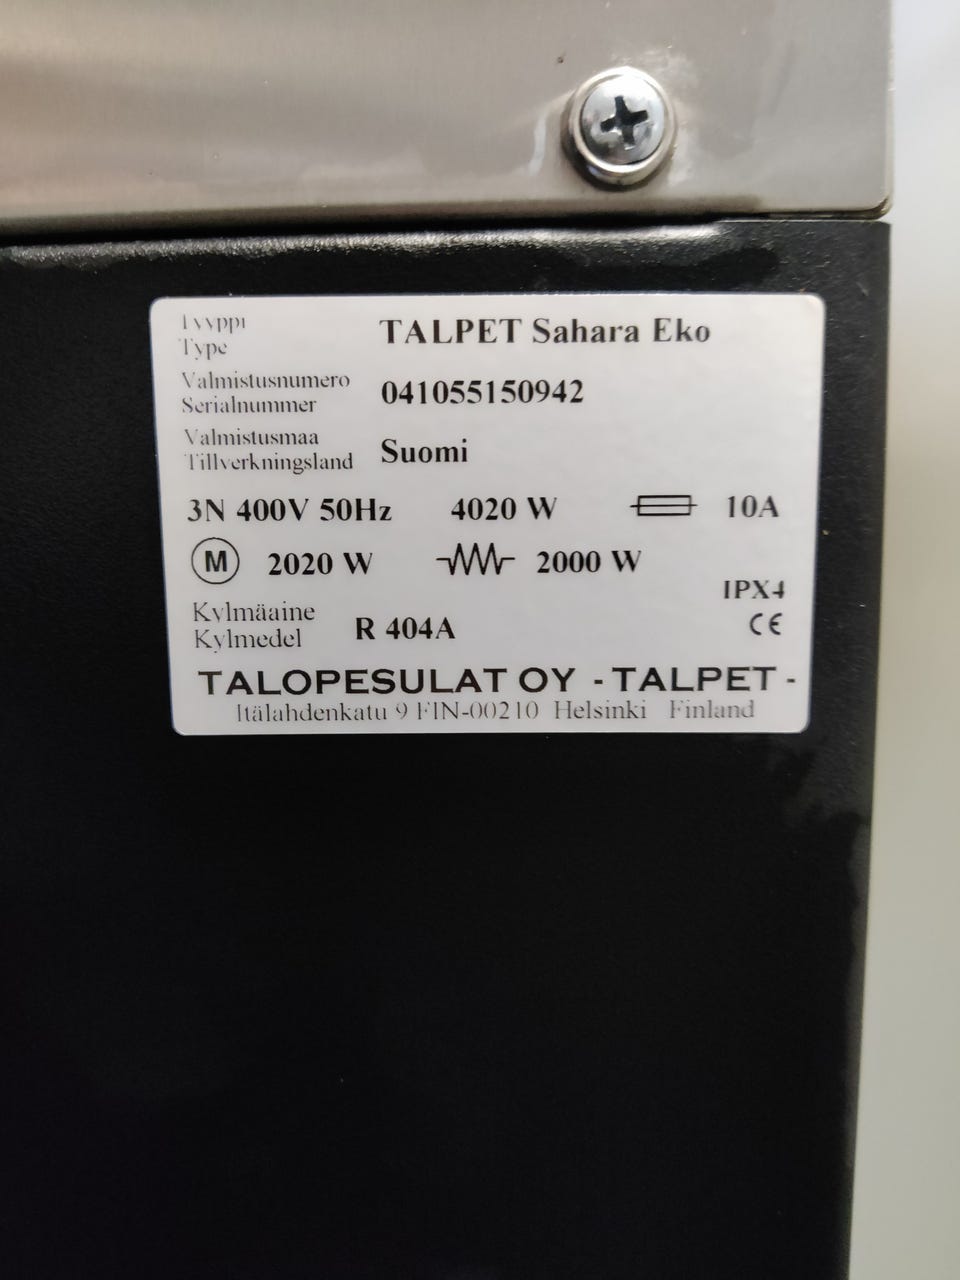 Tyyppi
Type
TALPET Sahara Eko
Valmistusnumero
Serialnummer
041055150942
Valmistusmaa
Tillverkningsland
Suomi
3N 400V 50Hz 4020 W 10A
M 2020 W 2000 W
IPX4
Kylmäaine
Kylmedel
R 404A
CE
TALOPESULAT OY - TALPET -
Itälahdenkatu 9 FIN-00210 Helsinki Finland